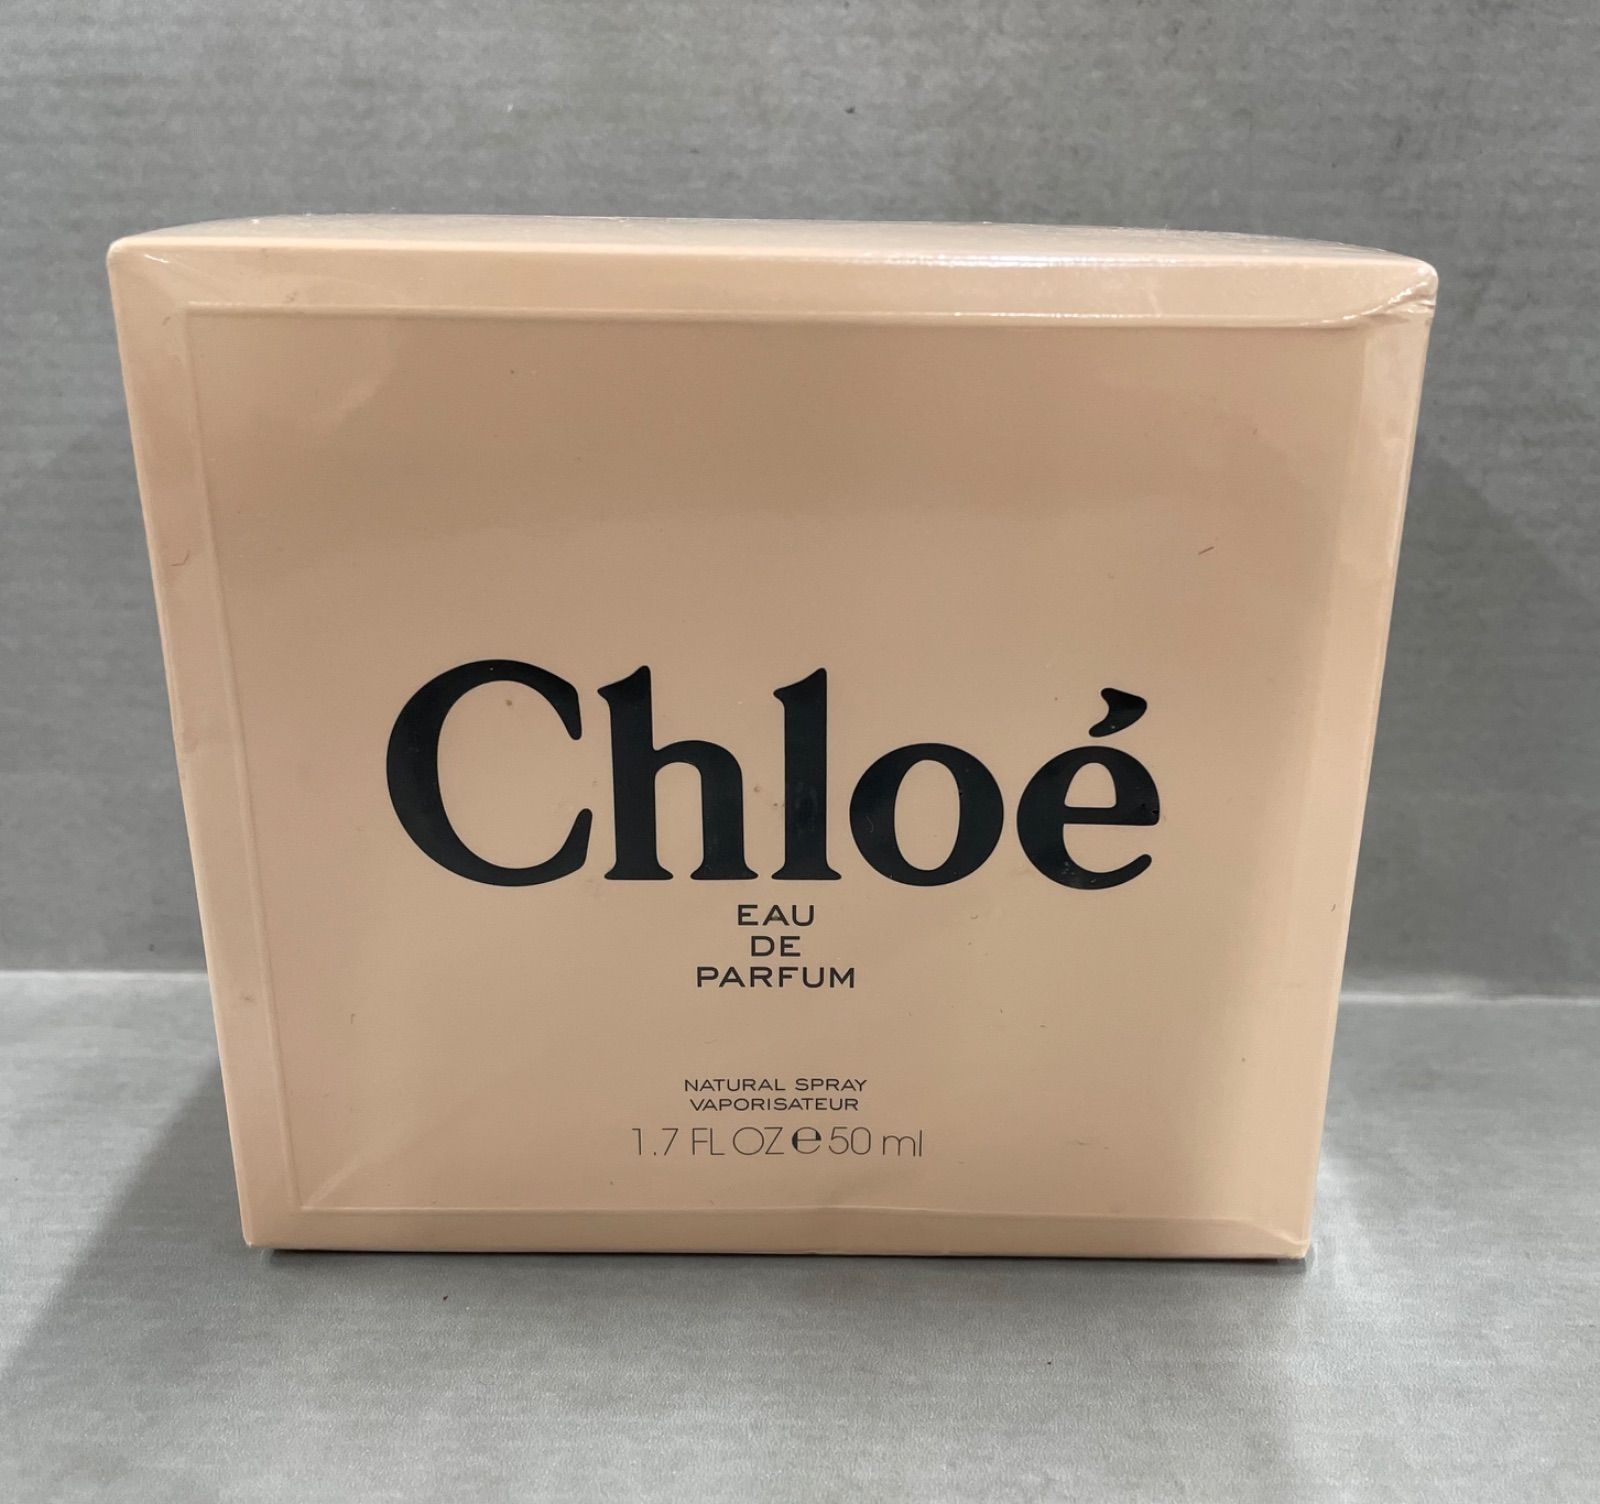 Chloé
EAU
DE
PARFUM
NATURAL SPRAY
VAPORISATEUR
1.7 FL OZ ℮ 50 ml